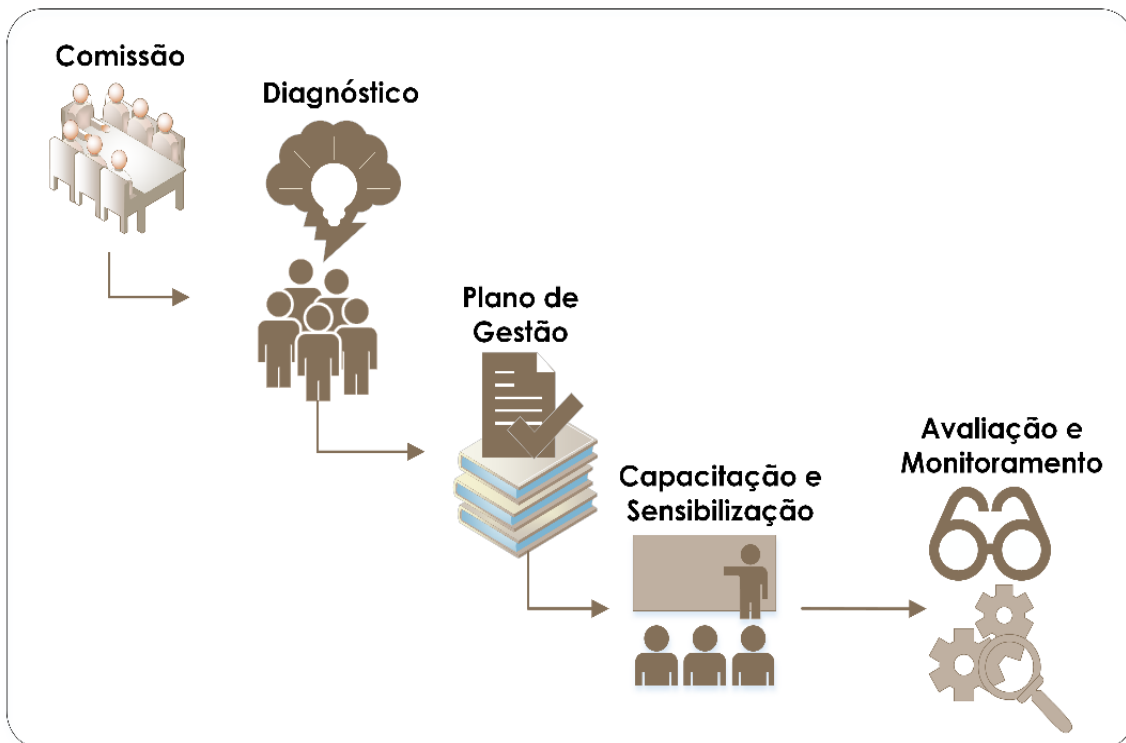 Comissão
Diagnóstico
Plano de
Gestão
Capacitação e
Sensibilização
Avaliação e
Monitoramento